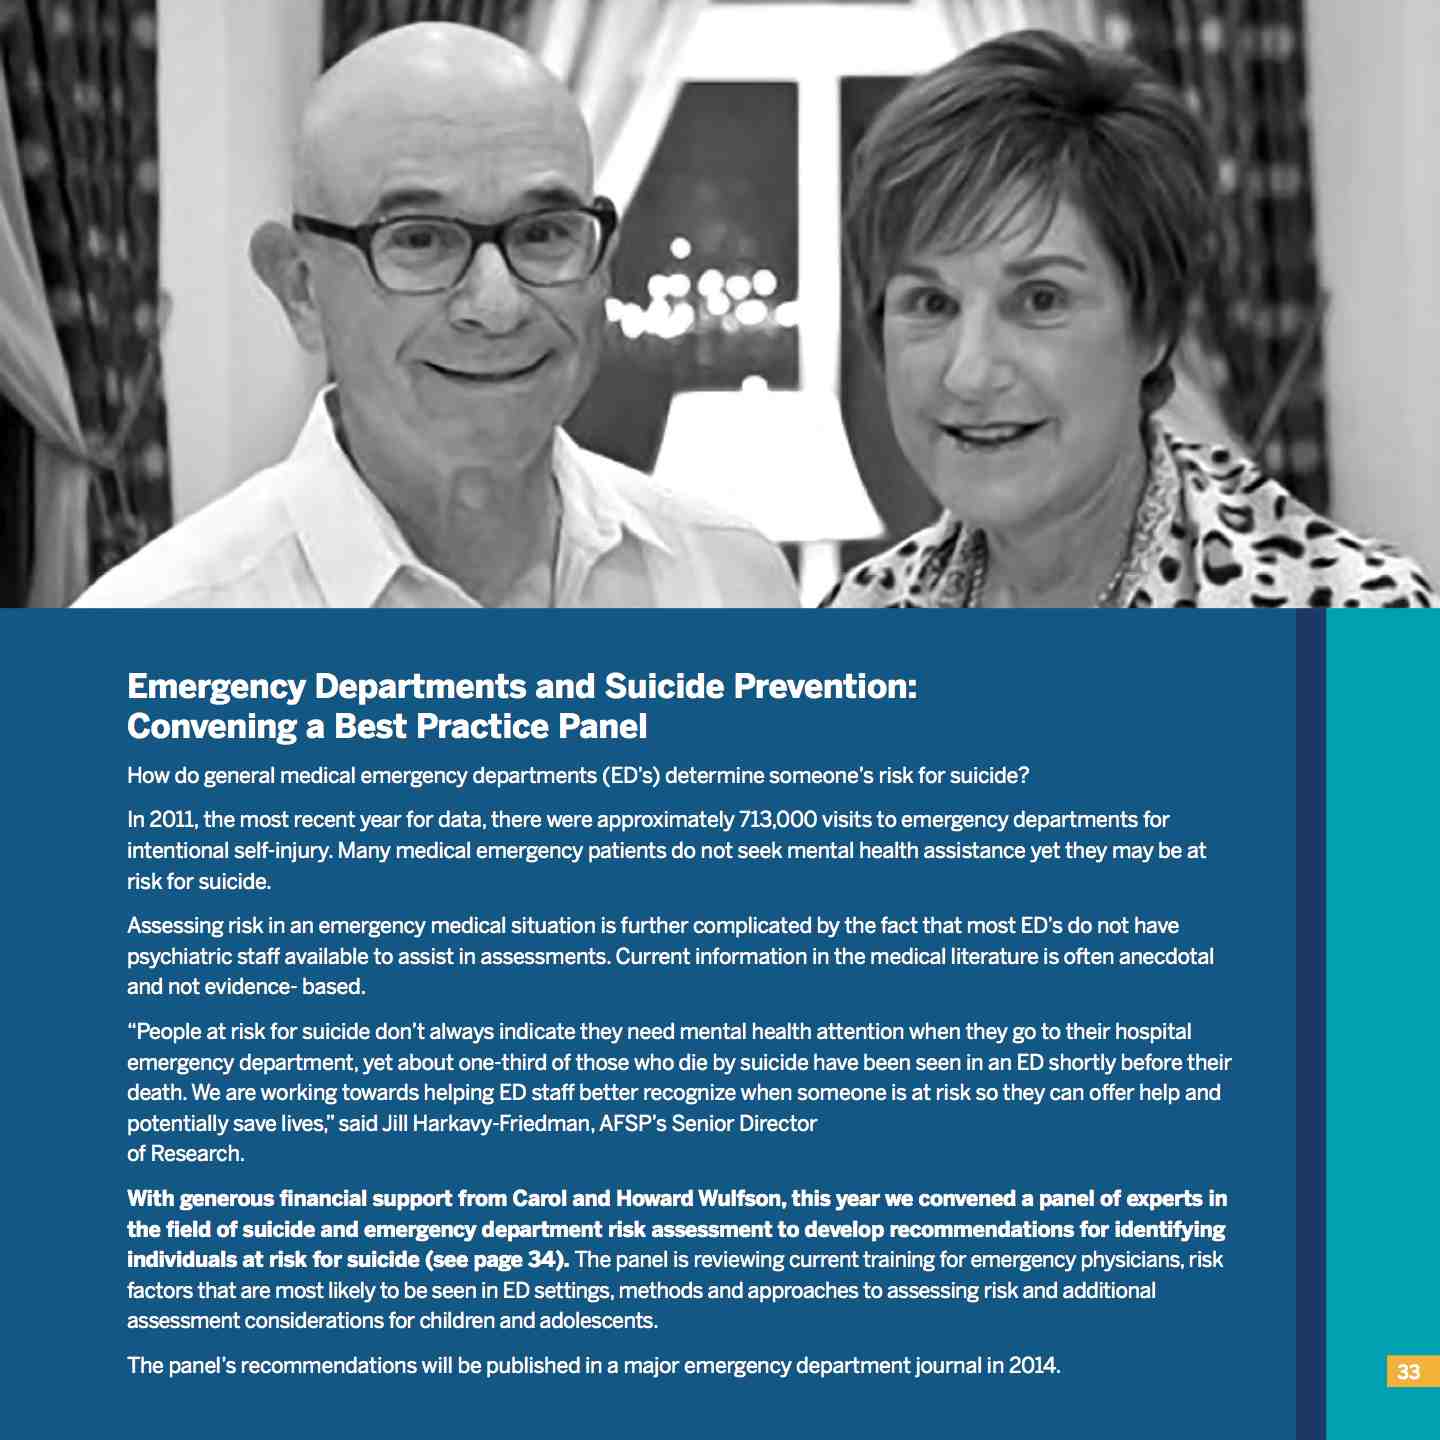 Emergency Departments and Suicide Prevention:
Convening a Best Practice Panel
How do general medical emergency departments (ED’s) determine someone’s risk for suicide?
In 2011, the most recent year for data, there were approximately 713,000 visits to emergency departments for
intentional self-injury. Many medical emergency patients do not seek mental health assistance yet they may be at
risk for suicide.
Assessing risk in an emergency medical situation is further complicated by the fact that most ED’s do not have
psychiatric staff available to assist in assessments. Current information in the medical literature is often anecdotal
and not evidence- based.
“People at risk for suicide don’t always indicate they need mental health attention when they go to their hospital
emergency department, yet about one-third of those who die by suicide have been seen in an ED shortly before their
death. We are working towards helping ED staff better recognize when someone is at risk so they can offer help and
potentially save lives,” said Jill Harkavy-Friedman, AFSP’s Senior Director
of Research.
With generous financial support from Carol and Howard Wulfson, this year we convened a panel of experts in
the field of suicide and emergency department risk assessment to develop recommendations for identifying
individuals at risk for suicide (see page 34). The panel is reviewing current training for emergency physicians, risk
factors that are most likely to be seen in ED settings, methods and approaches to assessing risk and additional
assessment considerations for children and adolescents.
The panel’s recommendations will be published in a major emergency department journal in 2014.
33